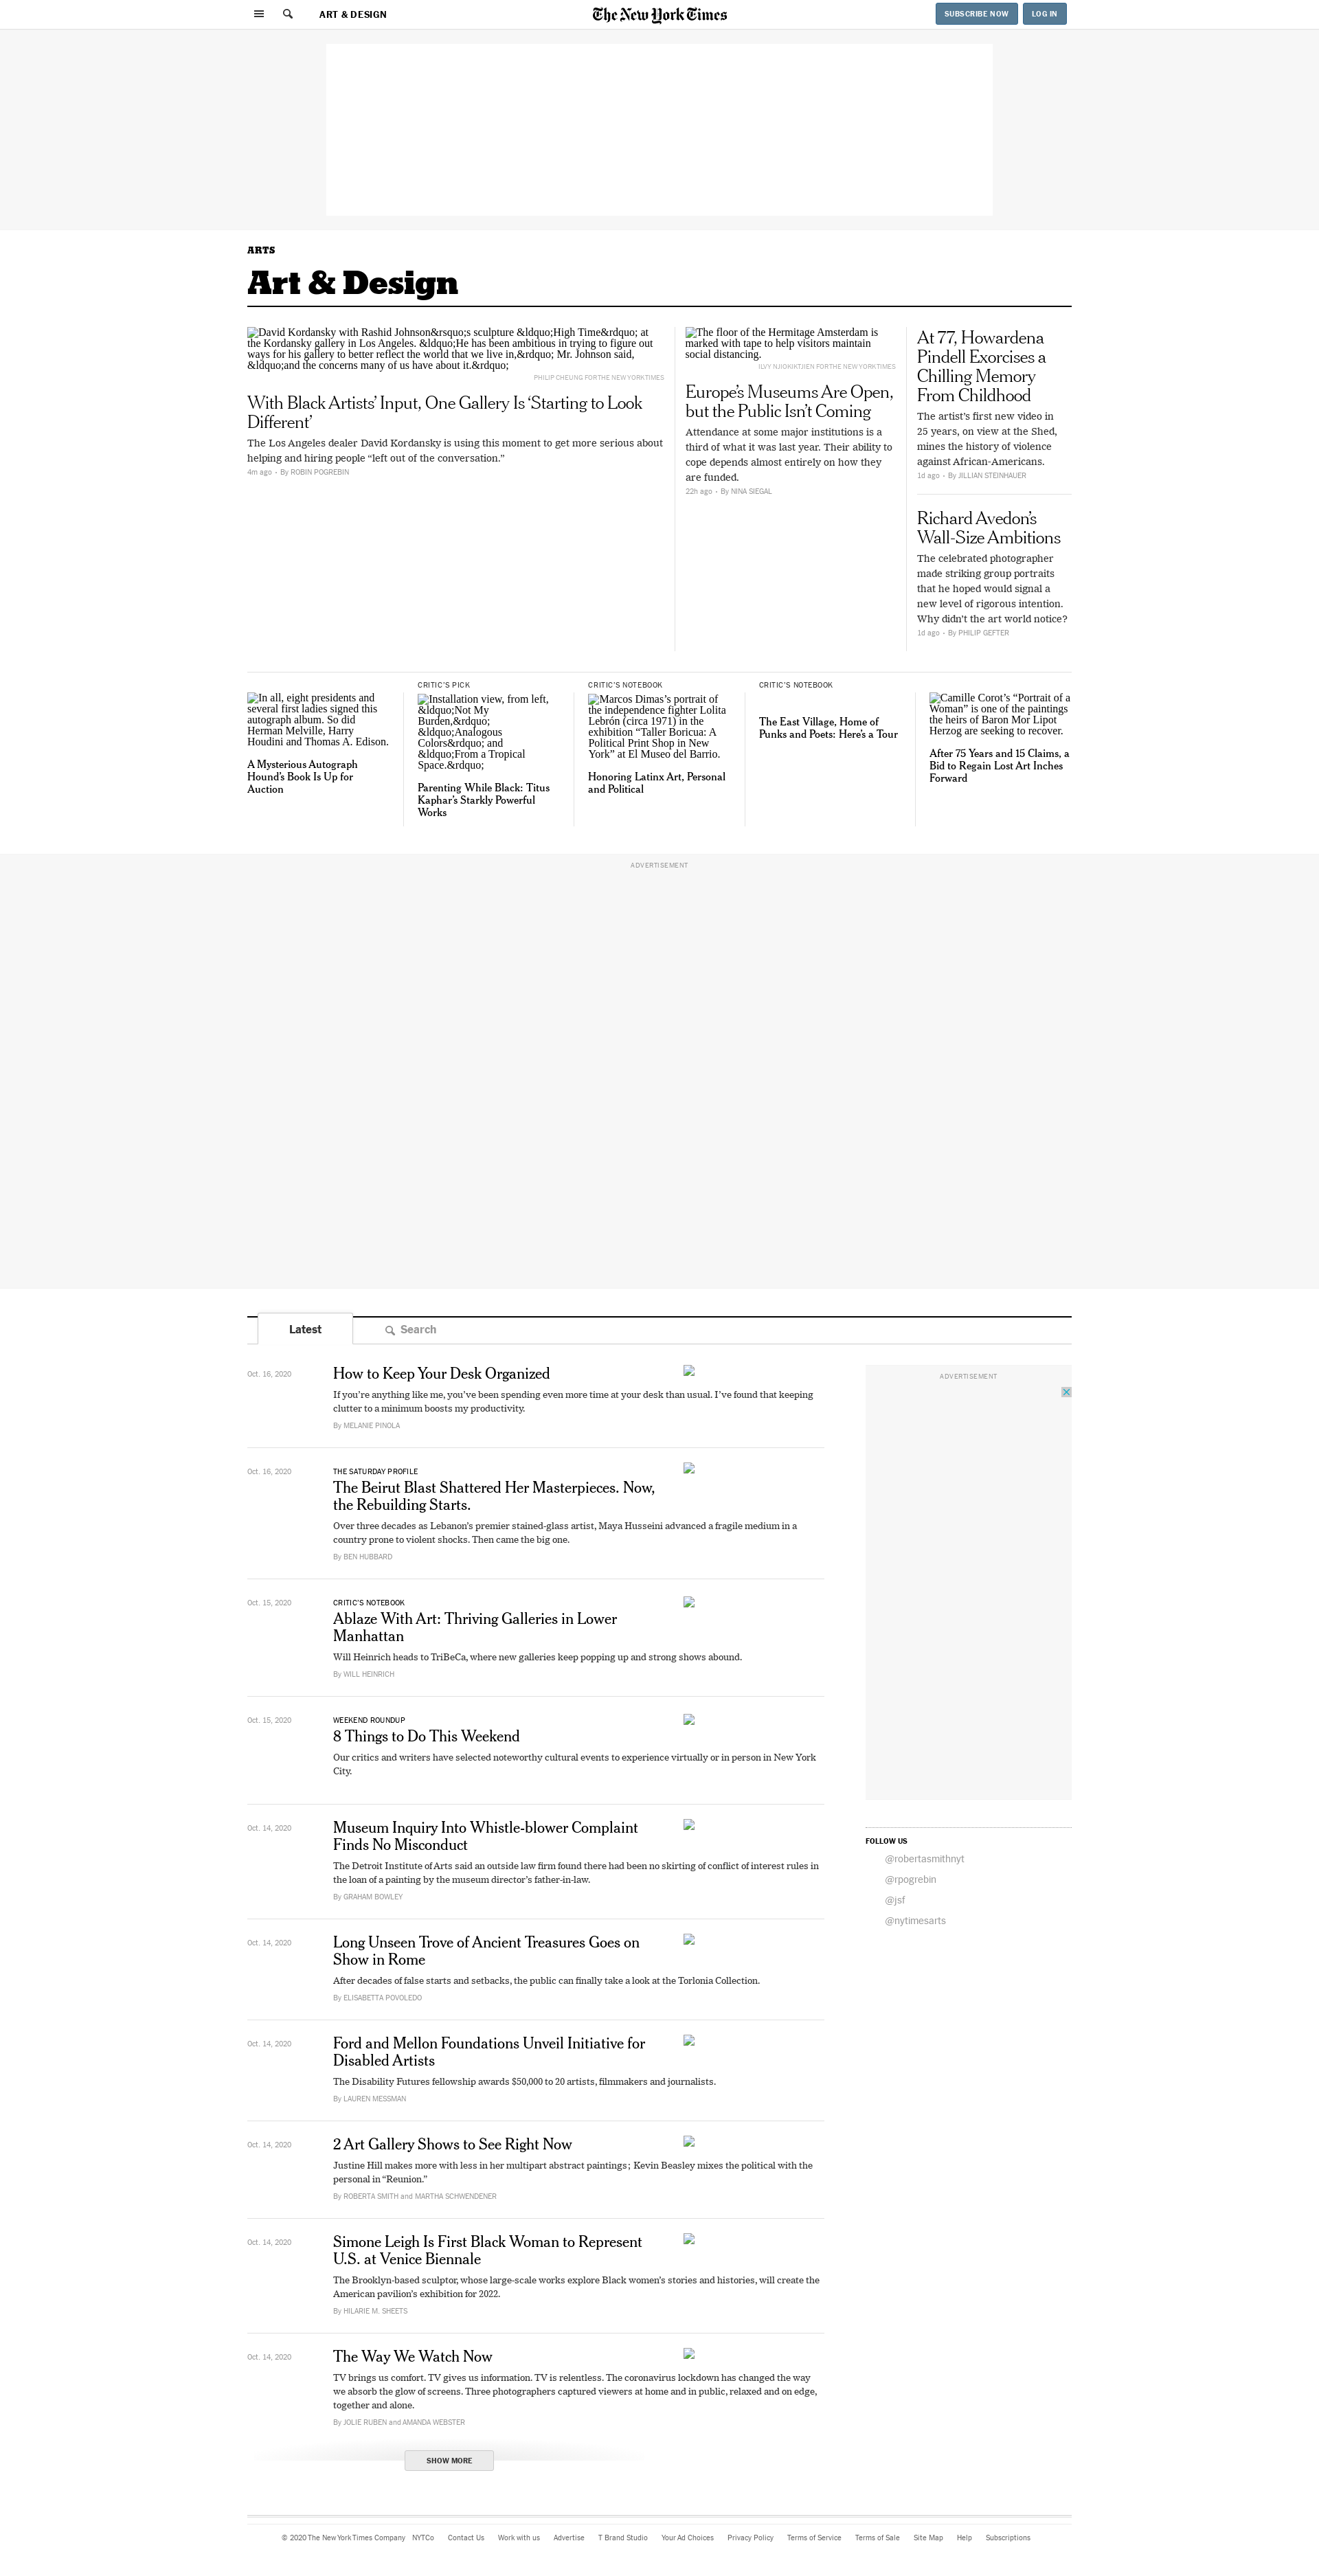 ART & DESIGN
The New York Times
SUBSCRIBE NOW
LOG IN
ARTS
Art & Design
David Kordansky with Rashid Johnson&rsquo;s sculpture &ldquo;High Time&rdquo; at
the Kordansky gallery in Los Angeles. &ldquo;He has been ambitious in trying to figure out
ways for his gallery to better reflect the world that we live in,&rdquo; Mr. Johnson said,
&ldquo;and the concerns many of us have about it.&rdquo;
PHILIP CHEUNG FOR THE NEW YORK TIMES
With Black Artists’ Input, One Gallery Is ‘Starting to Look
Different’
The Los Angeles dealer David Kordansky is using this moment to get more serious about
helping and hiring people “left out of the conversation.”
4m ago • By ROBIN POGREBIN
The floor of the Hermitage Amsterdam is
marked with tape to help visitors maintain
social distancing.
ILVY NJIOKIKTJIEN FOR THE NEW YORK TIMES
Europe’s Museums Are Open,
but the Public Isn’t Coming
Attendance at some major institutions is a
third of what it was last year. Their ability to
cope depends almost entirely on how they
are funded.
22h ago • By NINA SIEGAL
At 77, Howardena
Pindell Exorcises a
Chilling Memory
From Childhood
The artist’s first new video in
25 years, on view at the Shed,
mines the history of violence
against African-Americans.
1d ago • By JILLIAN STEINHAUER
Richard Avedon’s
Wall-Size Ambitions
The celebrated photographer
made striking group portraits
that he hoped would signal a
new level of rigorous intention.
Why didn't the art world notice?
1d ago • By PHILIP GEFTER
In all, eight presidents and
several first ladies signed this
autograph album. So did
Herman Melville, Harry
Houdini and Thomas A. Edison.
A Mysterious Autograph
Hound’s Book Is Up for
Auction
CRITIC’S PICK
Installation view, from left,
&ldquo;Not My
Burden,&rdquo;
&ldquo;Analogous
Colors&rdquo; and
&ldquo;From a Tropical
Space.&rdquo;
Parenting While Black: Titus
Kaphar’s Starkly Powerful
Works
CRITIC’S NOTEBOOK
Marcos Dimas’s portrait of
the independence fighter Lolita
Lebrón (circa 1971) in the
exhibition “Taller Boricua: A
Political Print Shop in New
York” at El Museo del Barrio.
Honoring Latinx Art, Personal
and Political
CRITIC’S NOTEBOOK
The East Village, Home of
Punks and Poets: Here’s a Tour
Camille Corot’s “Portrait of a
Woman” is one of the paintings
the heirs of Baron Mor Lipot
Herzog are seeking to recover.
After 75 Years and 15 Claims, a
Bid to Regain Lost Art Inches
Forward
ADVERTISEMENT
Latest
Search
Oct. 16, 2020
How to Keep Your Desk Organized
If you’re anything like me, you’ve been spending even more time at your desk than usual. I’ve found that keeping
clutter to a minimum boosts my productivity.
By MELANIE PINOLA
Oct. 16, 2020
THE SATURDAY PROFILE
The Beirut Blast Shattered Her Masterpieces. Now,
the Rebuilding Starts.
Over three decades as Lebanon’s premier stained-glass artist, Maya Husseini advanced a fragile medium in a
country prone to violent shocks. Then came the big one.
By BEN HUBBARD
Oct. 15, 2020
CRITIC’S NOTEBOOK
Ablaze With Art: Thriving Galleries in Lower
Manhattan
Will Heinrich heads to TriBeCa, where new galleries keep popping up and strong shows abound.
By WILL HEINRICH
Oct. 15, 2020
WEEKEND ROUNDUP
8 Things to Do This Weekend
Our critics and writers have selected noteworthy cultural events to experience virtually or in person in New York
City.
Oct. 14, 2020
Museum Inquiry Into Whistle-blower Complaint
Finds No Misconduct
The Detroit Institute of Arts said an outside law firm found there had been no skirting of conflict of interest rules in
the loan of a painting by the museum director’s father-in-law.
By GRAHAM BOWLEY
Oct. 14, 2020
Long Unseen Trove of Ancient Treasures Goes on
Show in Rome
After decades of false starts and setbacks, the public can finally take a look at the Torlonia Collection.
By ELISABETTA POVOLEDO
Oct. 14, 2020
Ford and Mellon Foundations Unveil Initiative for
Disabled Artists
The Disability Futures fellowship awards $50,000 to 20 artists, filmmakers and journalists.
By LAUREN MESSMAN
Oct. 14, 2020
2 Art Gallery Shows to See Right Now
Justine Hill makes more with less in her multipart abstract paintings; Kevin Beasley mixes the political with the
personal in “Reunion.”
By ROBERTA SMITH and MARTHA SCHWENDENER
Oct. 14, 2020
Simone Leigh Is First Black Woman to Represent
U.S. at Venice Biennale
The Brooklyn-based sculptor, whose large-scale works explore Black women’s stories and histories, will create the
American pavilion’s exhibition for 2022.
By HILARIE M. SHEETS
Oct. 14, 2020
The Way We Watch Now
TV brings us comfort. TV gives us information. TV is relentless. The coronavirus lockdown has changed the way
we absorb the glow of screens. Three photographers captured viewers at home and in public, relaxed and on edge,
together and alone.
By JOLIE RUBEN and AMANDA WEBSTER
SHOW MORE
ADVERTISEMENT
FOLLOW US
@robertasmithnyt
@rpogrebin
@jsf
@nytimesarts
© 2020 The New York Times Company NYTCo Contact Us Work with us Advertise T Brand Studio Your Ad Choices Privacy Policy Terms of Service Terms of Sale Site Map Help Subscriptions